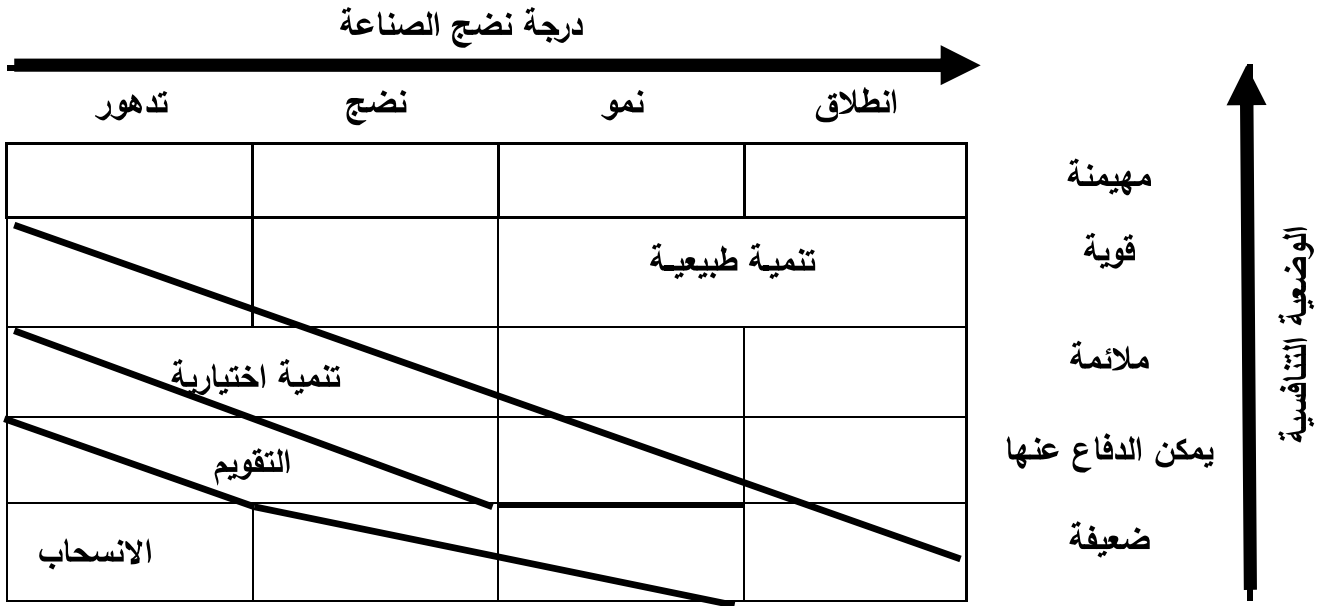 درجة نضج الصناعة
انطلاق نمو نضج تدهور
مهيمنة
قوية
تنمية طبيعية
ملائمة
تنمية اختيارية
يمكن الدفاع عنها
التقويم
ضعيفة
الانسحاب
الوضعية التنافسية